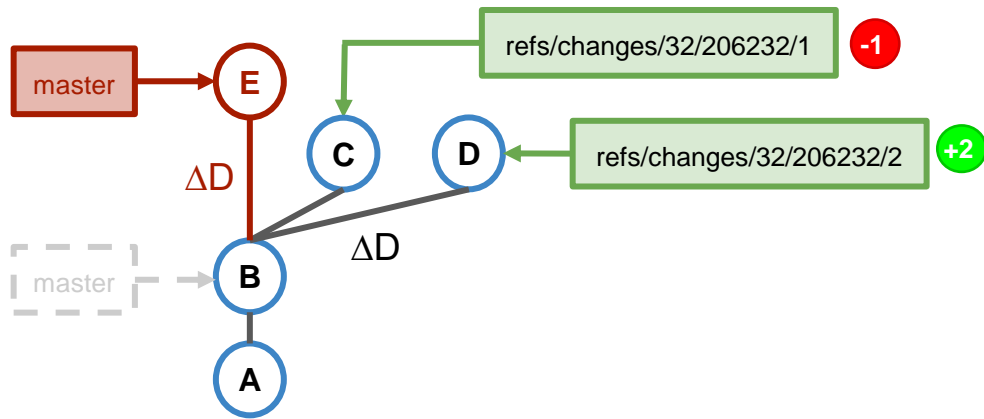 refs/changes/32/206232/1
-1
master
E
C
D
refs/changes/32/206232/2
+2
ΔD
ΔD
master
B
A